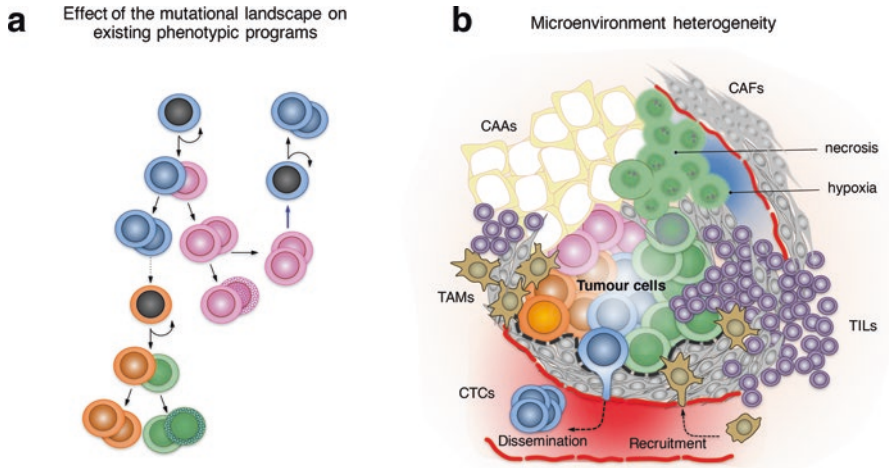 a
Effect of the mutational landscape on
existing phenotypic programs
b
Microenvironment heterogeneity
CAFs
CAAs
necrosis
hypoxia
Tumour cells
TAMs
TILs
CTCs
Dissemination
Recruitment